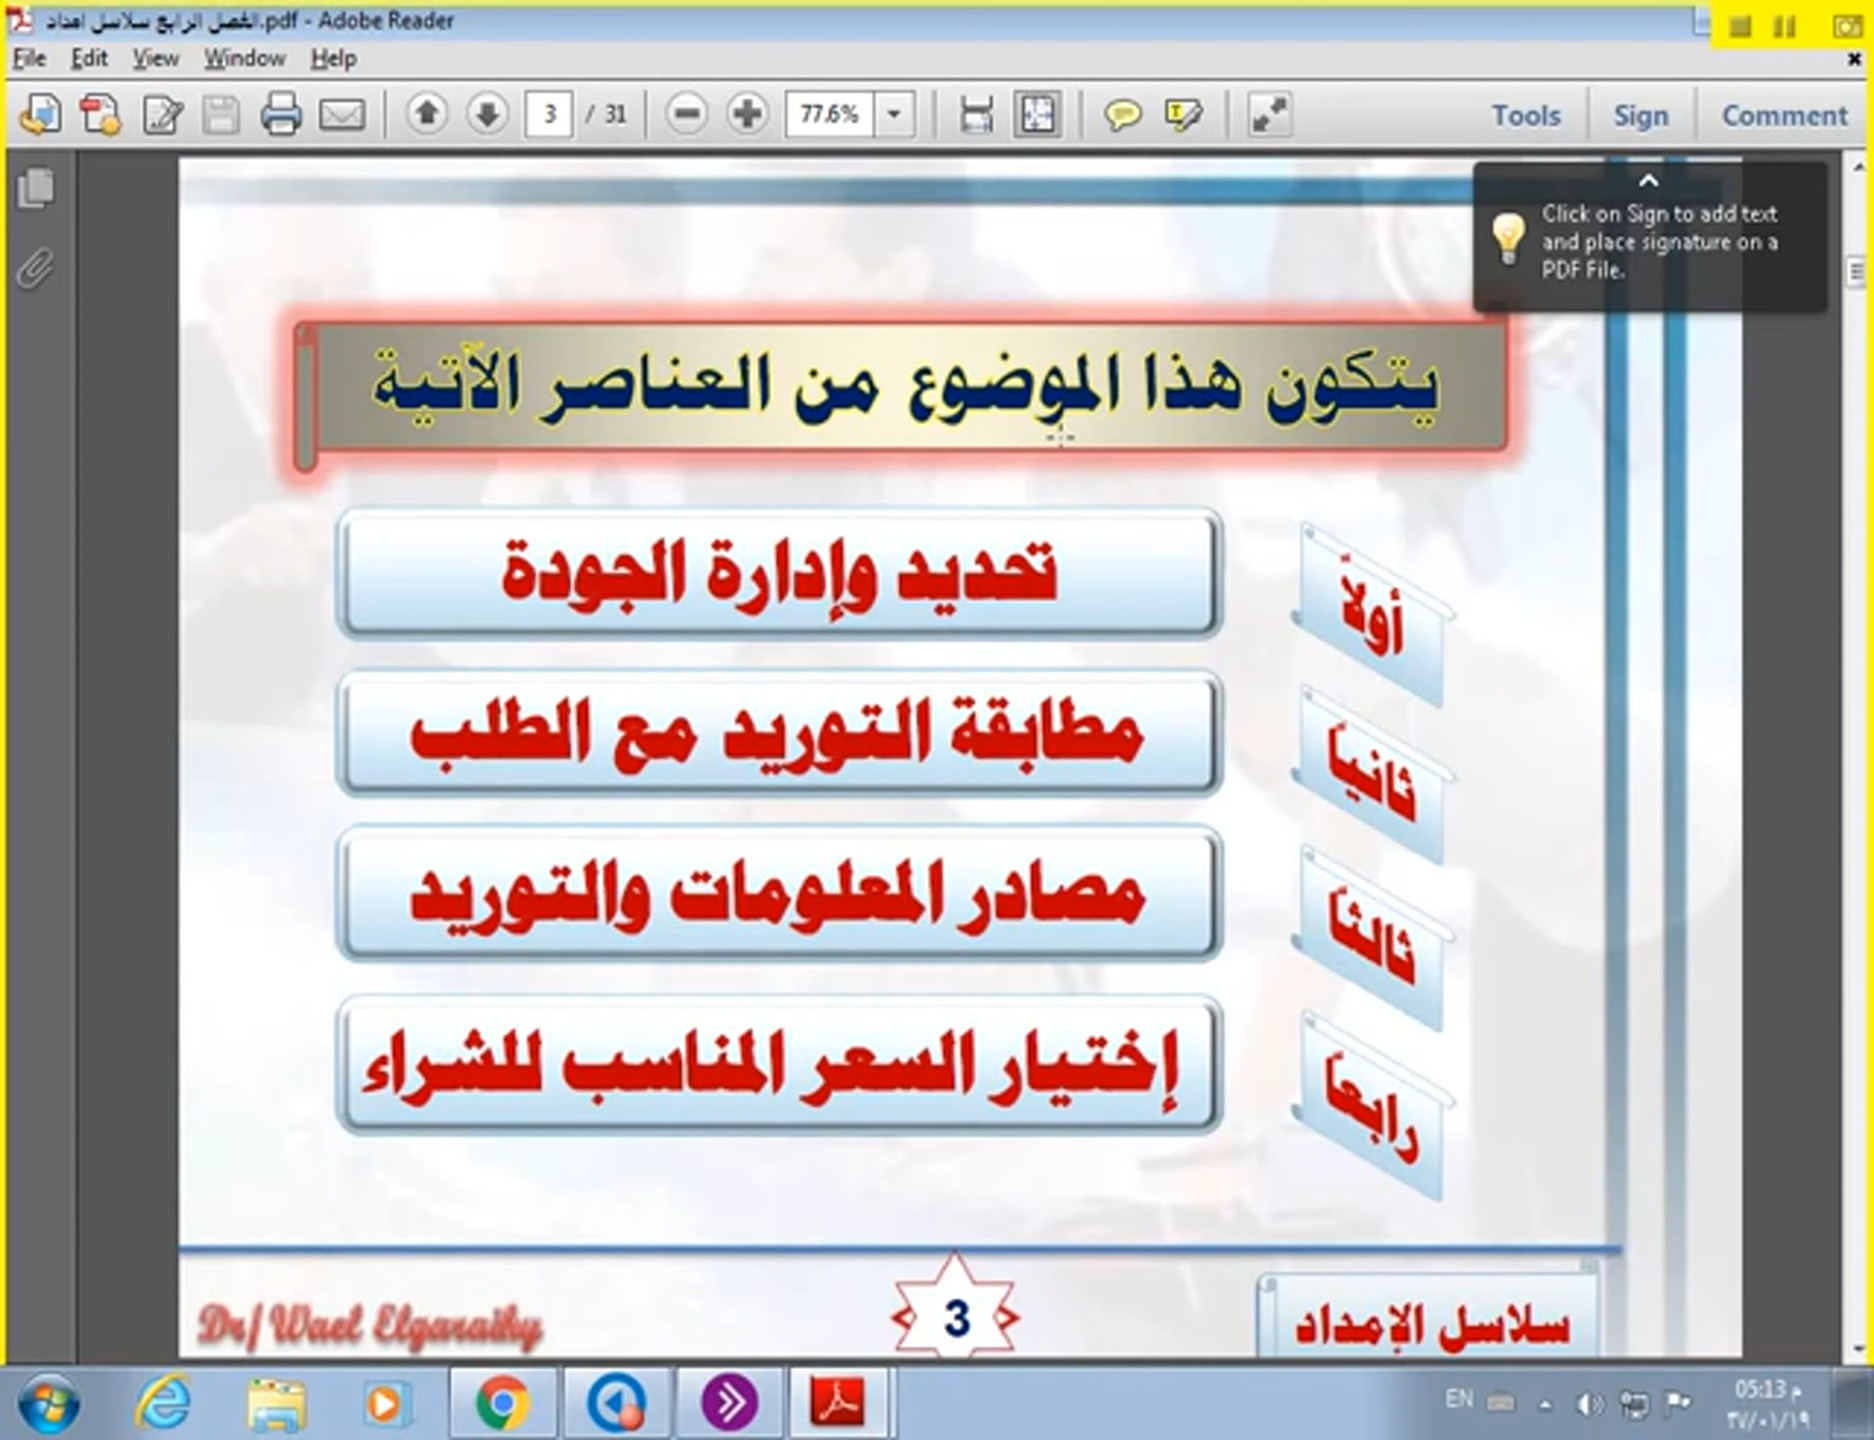 الفصل الرابع سلاسل امداد.pdf - Adobe Reader
File Edit View Window Help
3 / 31 77.6% Tools Sign Comment
Click on Sign to add text
and place signature on a
PDF File.
يتكون هذا الموضوع من العناصر الآتية
أولاً تحديد وإدارة الجودة
ثانياً مطابقة التوريد مع الطلب
ثالثاً مصادر المعلومات والتوريد
رابعاً إختيار السعر المناسب للشراء
سلاسل الإمداد
3
Dr/Wael Elgaraihy
EN
05:13 م
٣٧/٠١/١٩